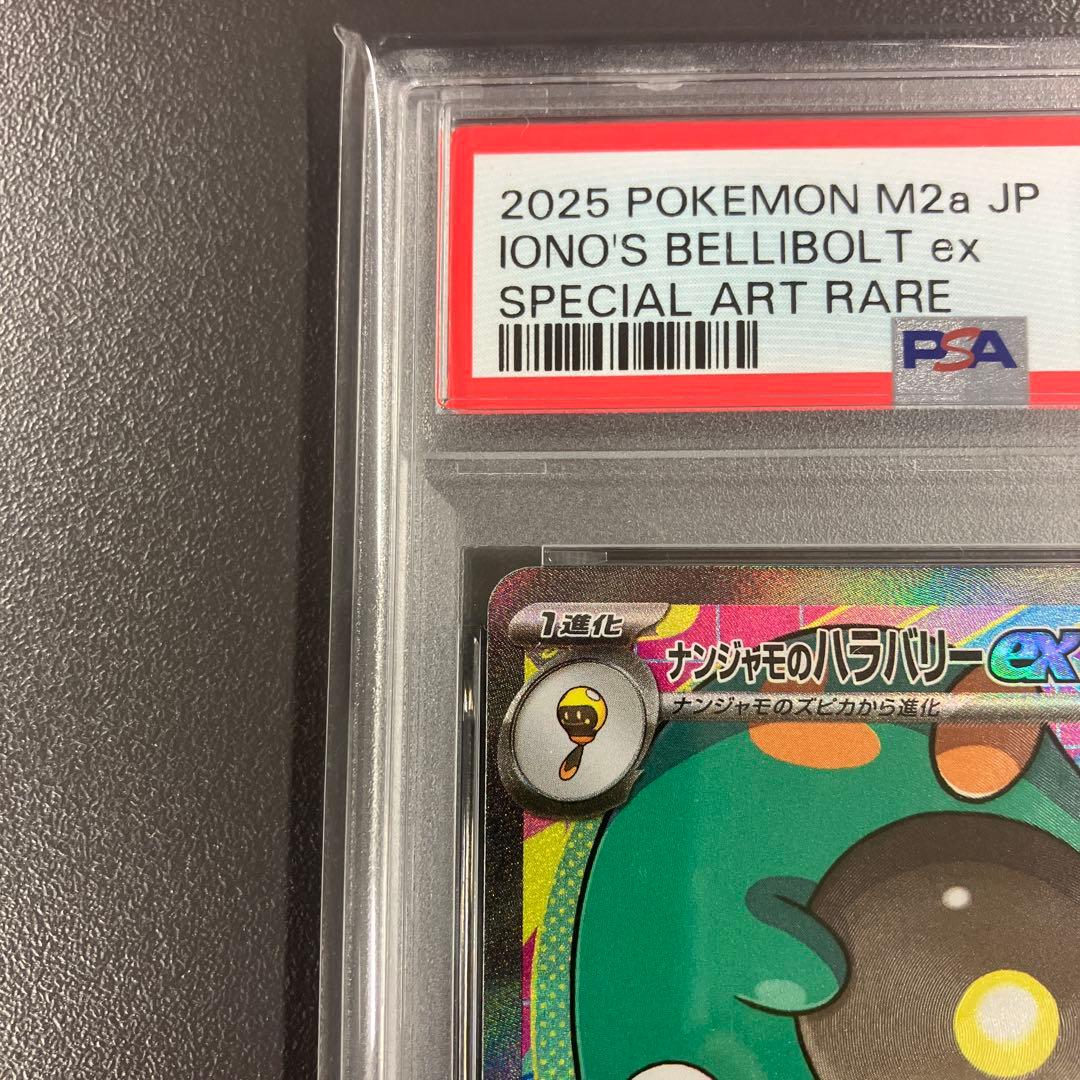 2025 POKEMON M2a JP
IONO'S BELLIBOLT ex
SPECIAL ART RARE
PSA
1進化
ナンジャモのハラバリーex
ナンジャモのズピカから進化